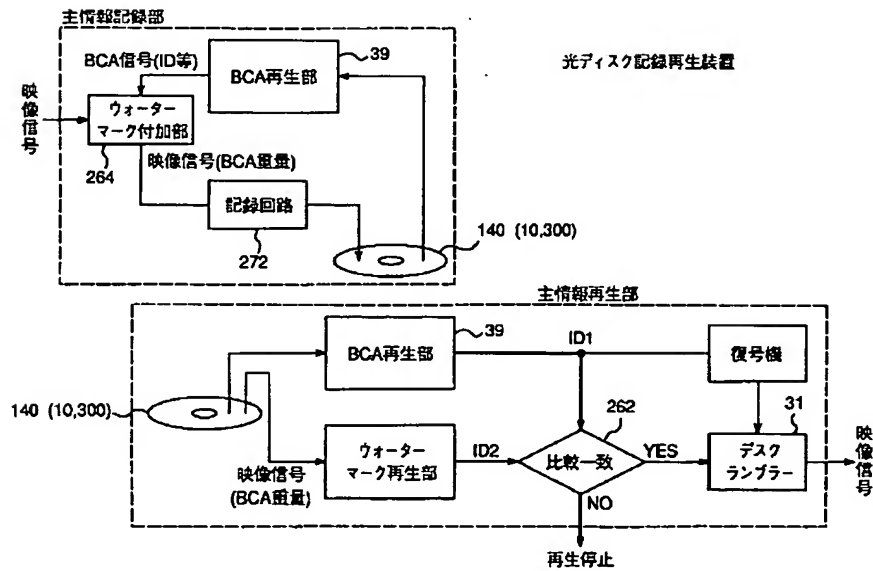 主情報記録部
光ディスク記録再生装置
BCA信号(ID等)
BCA再生部
39
映像信号
ウォーター
マーク付加部
264
映像信号(BCA重量)
記録回路
272
140 (10,300)
主情報再生部
BCA再生部
39
ID1
復号機
140 (10,300)
映像信号
(BCA重量)
ウォーター
マーク再生部
ID2
比較一致
262
YES
NO
デスク
ランブラー
31
映像信号
再生停止